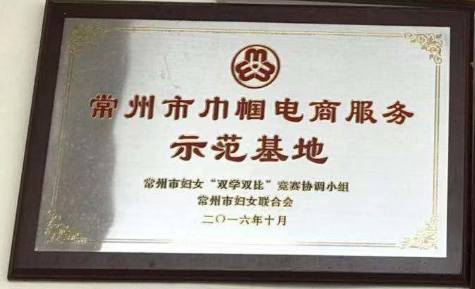 常州市巾帼电商服务
示范基地
常州市妇女“双学双比”竞赛协调小组
常州市妇女联合会
二〇一六年十月